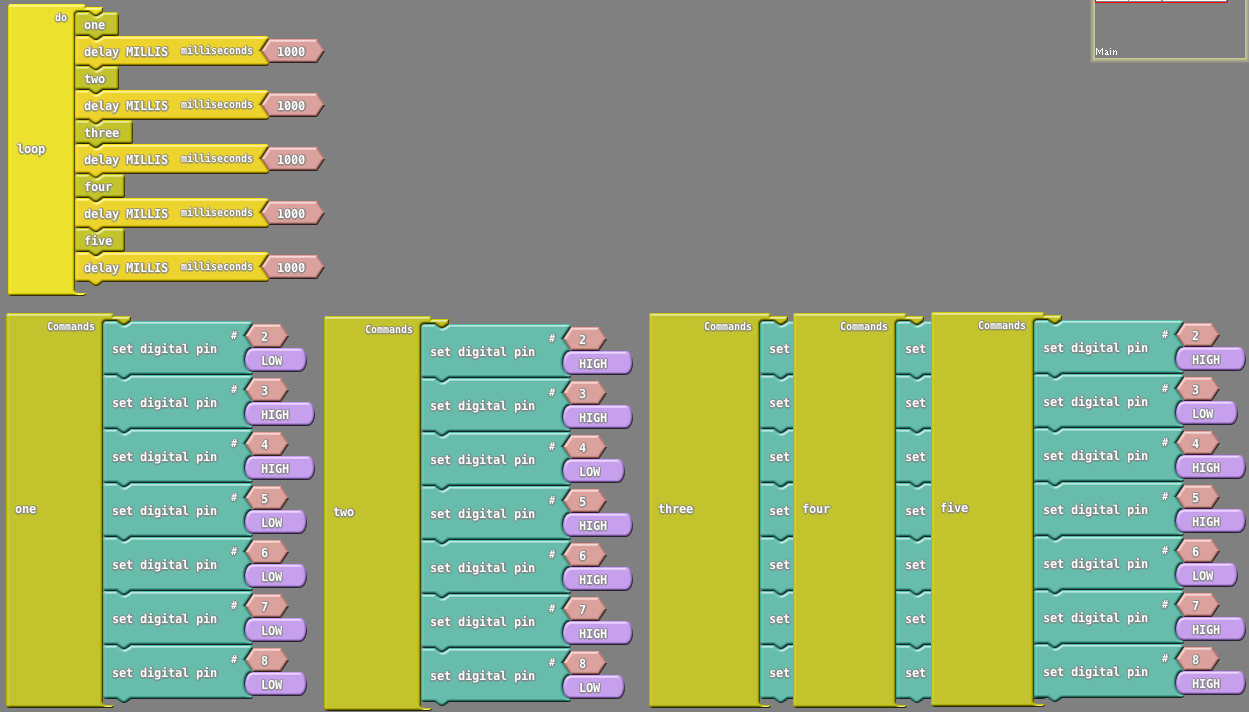 do
one
delay MILLIS milliseconds 1000
two
delay MILLIS milliseconds 1000
three
delay MILLIS milliseconds 1000
loop
four
delay MILLIS milliseconds 1000
five
delay MILLIS milliseconds 1000
Main
Commands
one
set digital pin # 2
LOW
set digital pin # 3
HIGH
set digital pin # 4
HIGH
set digital pin # 5
LOW
set digital pin # 6
LOW
set digital pin # 7
LOW
set digital pin # 8
LOW
Commands
two
set digital pin # 2
HIGH
set digital pin # 3
HIGH
set digital pin # 4
LOW
set digital pin # 5
HIGH
set digital pin # 6
HIGH
set digital pin # 7
HIGH
set digital pin # 8
LOW
Commands
three
set
set
set
set
set
set
set
Commands
four
set
set
set
set
set
set
set
Commands
five
set digital pin # 2
HIGH
set digital pin # 3
LOW
set digital pin # 4
HIGH
set digital pin # 5
HIGH
set digital pin # 6
LOW
set digital pin # 7
HIGH
set digital pin # 8
HIGH